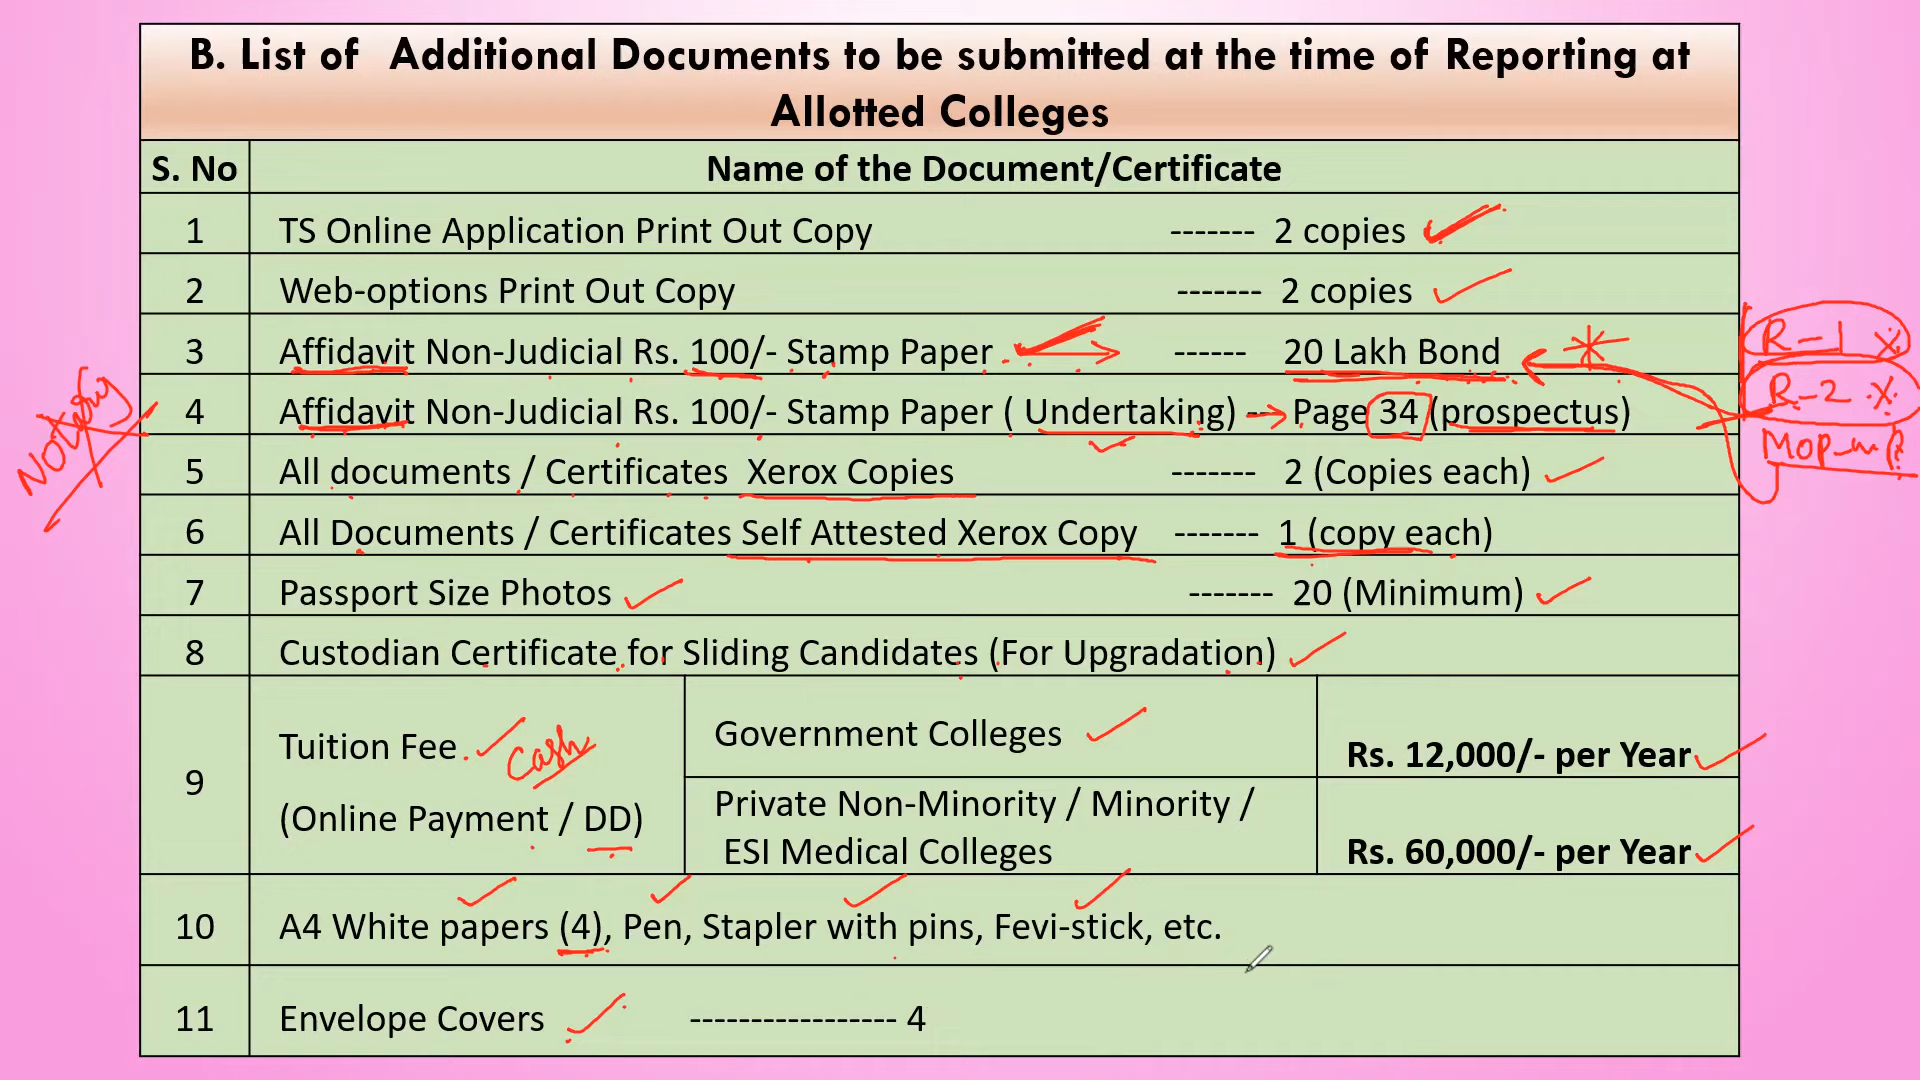 B. List of Additional Documents to be submitted at the time of Reporting at
Allotted Colleges
S. No Name of the Document/Certificate
1 TS Online Application Print Out Copy ------- 2 copies
2 Web-options Print Out Copy ------- 2 copies
R-1 X
3 Affidavit Non-Judicial Rs. 100/- Stamp Paper ------ 20 Lakh Bond
R-2 X
Notary
4 Affidavit Non-Judicial Rs. 100/- Stamp Paper ( Undertaking) --- Page 34 (prospectus)
Mop-up
5 All documents / Certificates Xerox Copies ------- 2 (Copies each)
6 All Documents / Certificates Self Attested Xerox Copy ------- 1 (copy each)
7 Passport Size Photos ------- 20 (Minimum)
8 Custodian Certificate for Sliding Candidates (For Upgradation)
9 Tuition Fee
Cash
(Online Payment / DD)
Government Colleges Rs. 12,000/- per Year
Private Non-Minority / Minority /
ESI Medical Colleges Rs. 60,000/- per Year
10 A4 White papers (4), Pen, Stapler with pins, Fevi-stick, etc.
11 Envelope Covers ----------------- 4